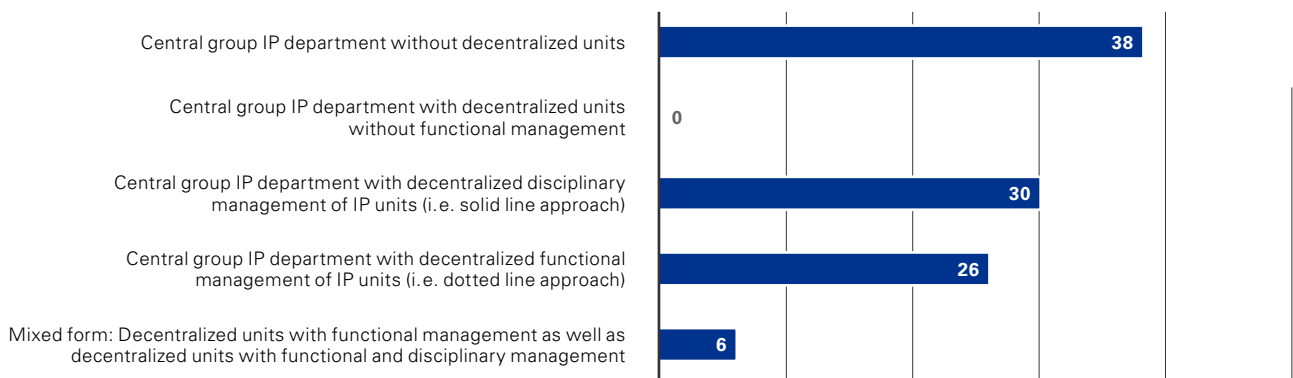 Central group IP department without decentralized units
38
Central group IP department with decentralized units
without functional management
0
Central group IP department with decentralized disciplinary
management of IP units (i.e. solid line approach)
30
Central group IP department with decentralized functional
management of IP units (i.e. dotted line approach)
26
Mixed form: Decentralized units with functional management as well as
decentralized units with functional and disciplinary management
6